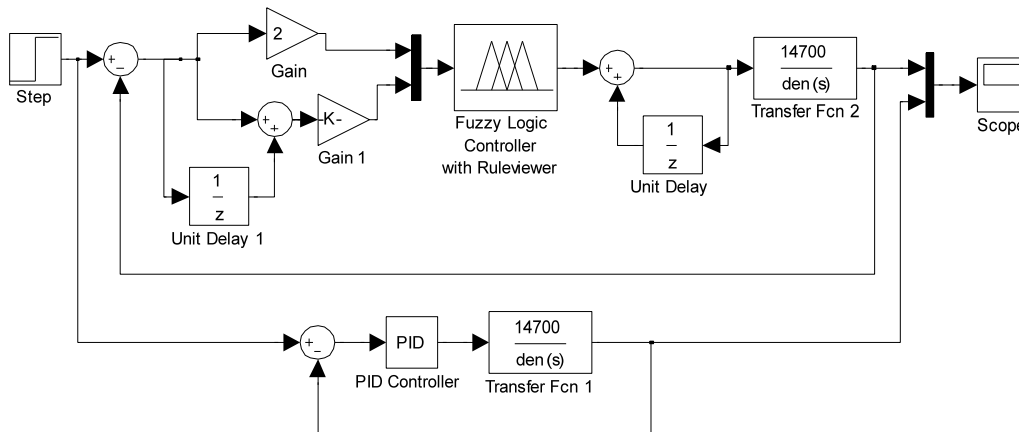 Step
+
−
2
Gain
+
+
-K-
Gain 1
1
z
Unit Delay 1
Fuzzy Logic
Controller
with Ruleviewer
+
+
1
z
Unit Delay
14700
den(s)
Transfer Fcn 2
Scope
+
−
PID
PID Controller
14700
den(s)
Transfer Fcn 1